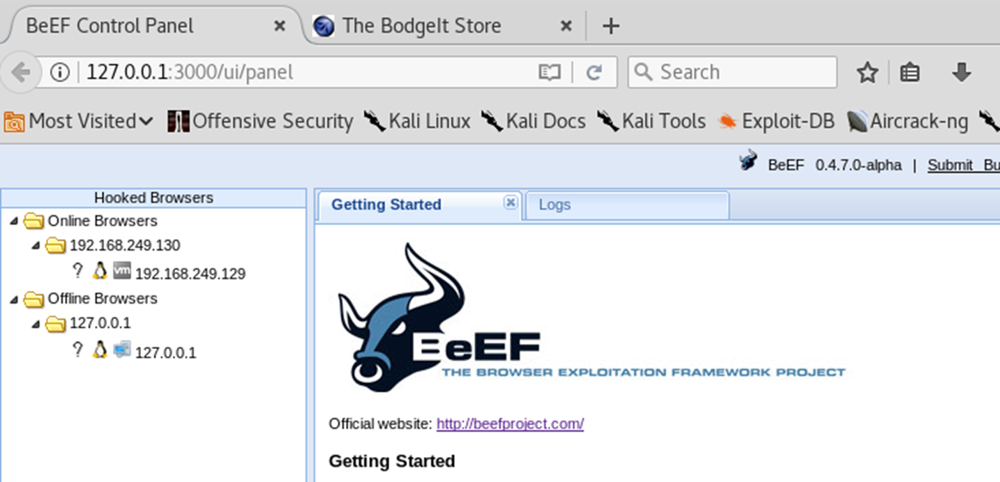 BeEF Control Panel
The BodgeIt Store
127.0.0.1:3000/ui/panel
Search
Most Visited
Offensive Security
Kali Linux
Kali Docs
Kali Tools
Exploit-DB
Aircrack-ng
BeEF 0.4.7.0-alpha | Submit Bu
Hooked Browsers
Getting Started
Logs
Online Browsers
192.168.249.130
? vm 192.168.249.129
Offline Browsers
127.0.0.1
? 127.0.0.1
BeEF
THE BROWSER EXPLOITATION FRAMEWORK PROJECT
Official website: http://beefproject.com/
Getting Started